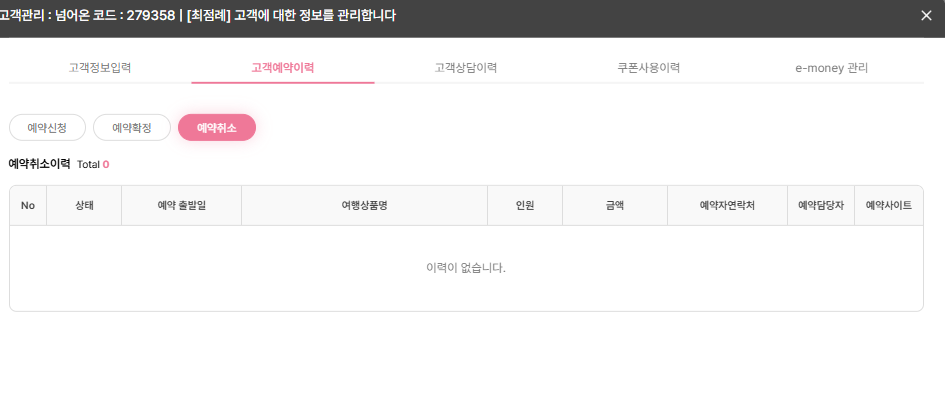 고객관리 : 넘어온 코드 : 279358 | [최점례] 고객에 대한 정보를 관리합니다
고객정보입력 고객예약이력 고객상담이력 쿠폰사용이력 e-money 관리
예약신청 예약확정 예약취소
예약취소이력 Total 0
No 상태 예약 출발일 여행상품명 인원 금액 예약자연락처 예약담당자 예약사이트
이력이 없습니다.